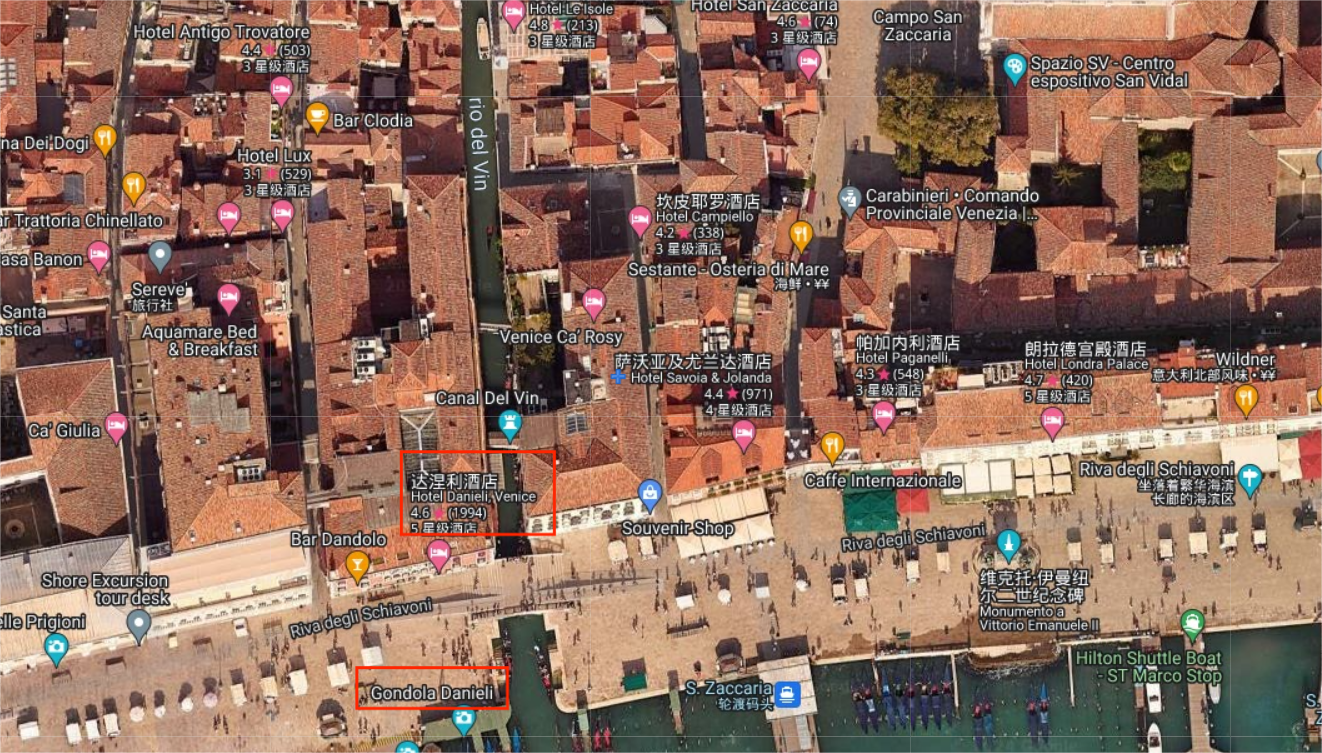 Hotel Le Isole
4.8★(213)
3 星级酒店
Hotel San Zaccaria
4.6★(74)
3 星级酒店
Campo San
Zaccaria
Hotel Antigo Trovatore
4.4★(503)
3 星级酒店
Spazio SV - Centro
espositivo San Vidal
Bar Clodia
rio del Vin
na Dei Dogi
Hotel Lux
3.1★(529)
3 星级酒店
坎皮耶罗酒店
Hotel Campiello
4.2★(338)
3 星级酒店
Carabinieri • Comando
Provinciale Venezia |...
ar Trattoria Chinellato
asa Banon
Sestante - Osteria di Mare
海鲜 • ¥¥
Sereve
旅行社
Santa
astica
Aquamare Bed
& Breakfast
Venice Ca' Rosy
萨沃亚及尤兰达酒店
Hotel Savoia & Jolanda
4.4★(971)
4 星级酒店
帕加内利酒店
Hotel Paganelli
4.3★(548)
3 星级酒店
朗拉德宫殿酒店
Hotel Londra Palace
4.7★(420)
5 星级酒店
Wildner
意大利北部风味 • ¥¥
Canal Del Vin
Ca' Giulia
达涅利酒店
Hotel Danieli, Venice
4.6★(1994)
5 星级酒店
Caffe Internazionale
Riva degli Schiavoni
坐落着繁华海滨
长廊的海滨区
Souvenir Shop
Bar Dandolo
Riva degli Schiavoni
Shore Excursion
tour desk
维克托·伊曼纽
尔二世纪念碑
Monumento a
Vittorio Emanuele II
Riva degli Schiavoni
elle Prigioni
Hilton Shuttle Boat
- ST Marco Stop
Gondola Danieli
S. Zaccaria
轮渡码头
S.